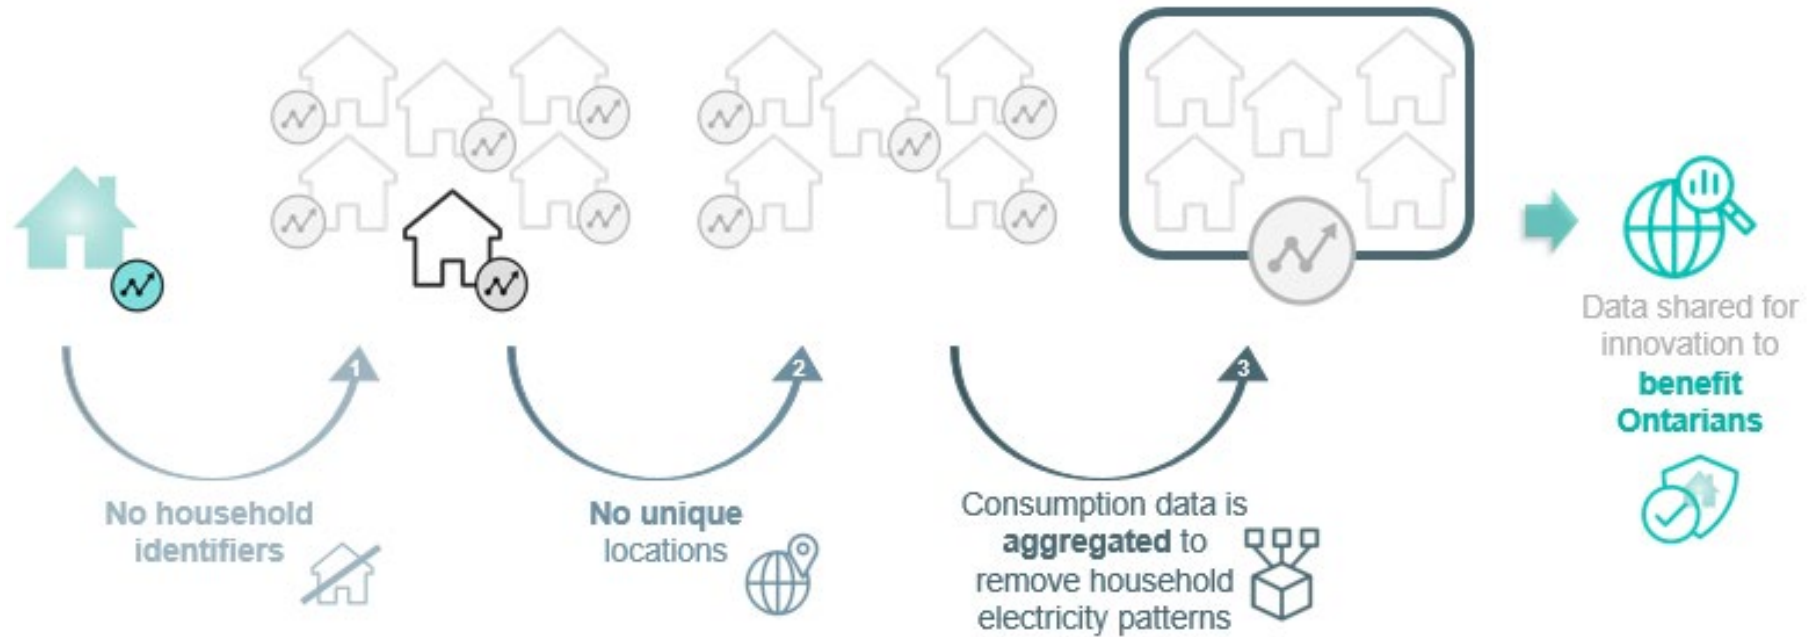 1
No household
identifiers
2
No unique
locations
3
Consumption data is
aggregated to
remove household
electricity patterns
Data shared for
innovation to
benefit
Ontarians